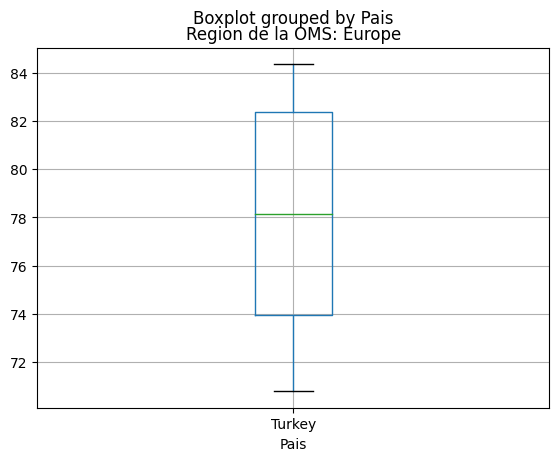 Boxplot grouped by Pais
Region de la OMS: Europe
84
82
80
78
76
74
72
Turkey
Pais